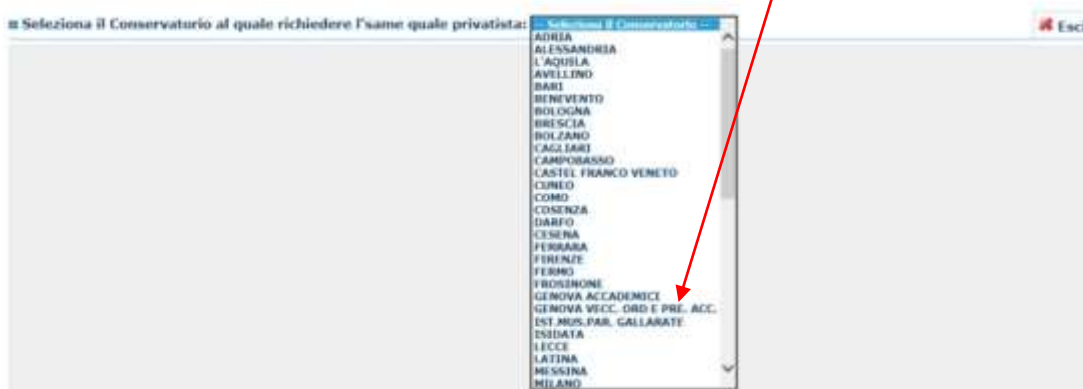 Seleziona il Conservatorio al quale richiedere l'same quale privatista:
-- Seleziona il Conservatorio --
Esci
ADRIA
ALESSANDRIA
L'AQUILA
AVELLINO
BARI
BENEVENTO
BOLOGNA
BRESCIA
BOLZANO
CAGLIARI
CAMPOBASSO
CASTEL FRANCO VENETO
CUNEO
COMO
COSENZA
DARFO
CESENA
FERRARA
FIRENZE
FERMO
FROSINONE
GENOVA ACCADEMICI
GENOVA VECC. ORD E PRE. ACC.
IST.MUS.PAR. GALLARATE
ISIDATA
LECCE
LATINA
MESSINA
MILANO